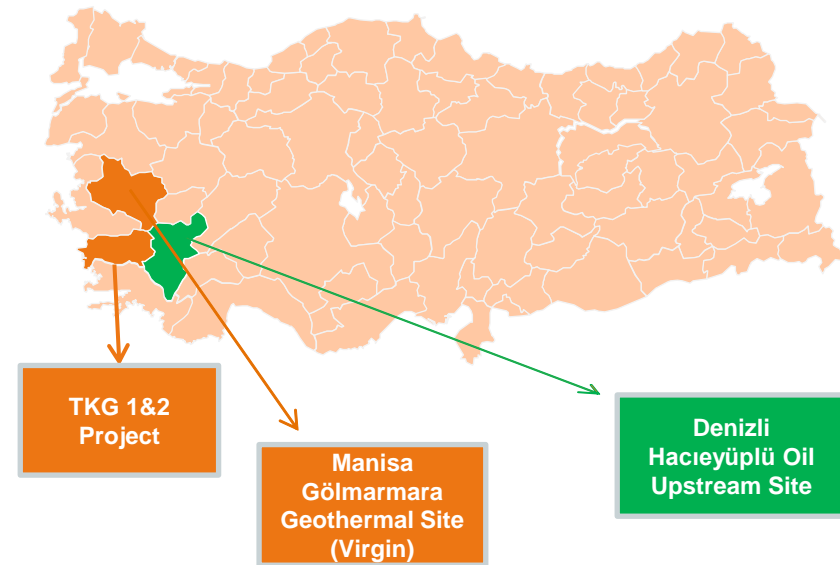 TKG 1&2
Project
Manisa
Gölmarmara
Geothermal Site
(Virgin)
Denizli
Hacıeyüplü Oil
Upstream Site